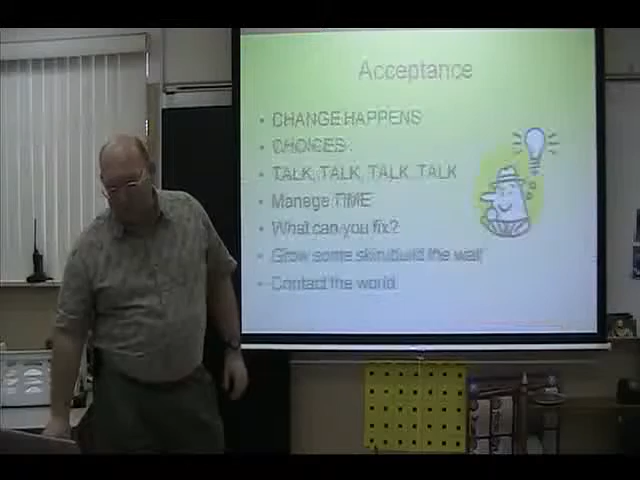 Acceptance
• CHANGE HAPPENS
• CHOICES
• TALK, TALK, TALK, TALK
• Manage TIME
• What can you fix?
• Grow some skin/build the wall
• Contact the world